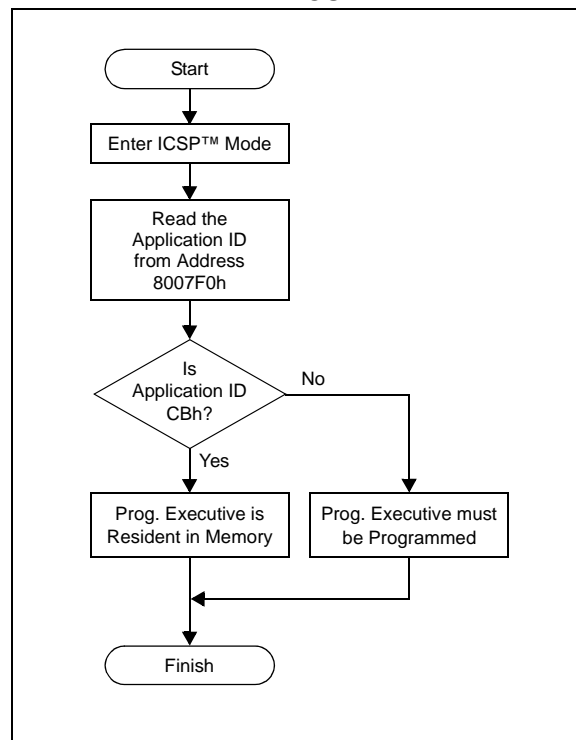 Start
Enter ICSP™ Mode
Read the
Application ID
from Address
8007F0h
Is
Application ID
CBh?
No
Yes
Prog. Executive is
Resident in Memory
Prog. Executive must
be Programmed
Finish